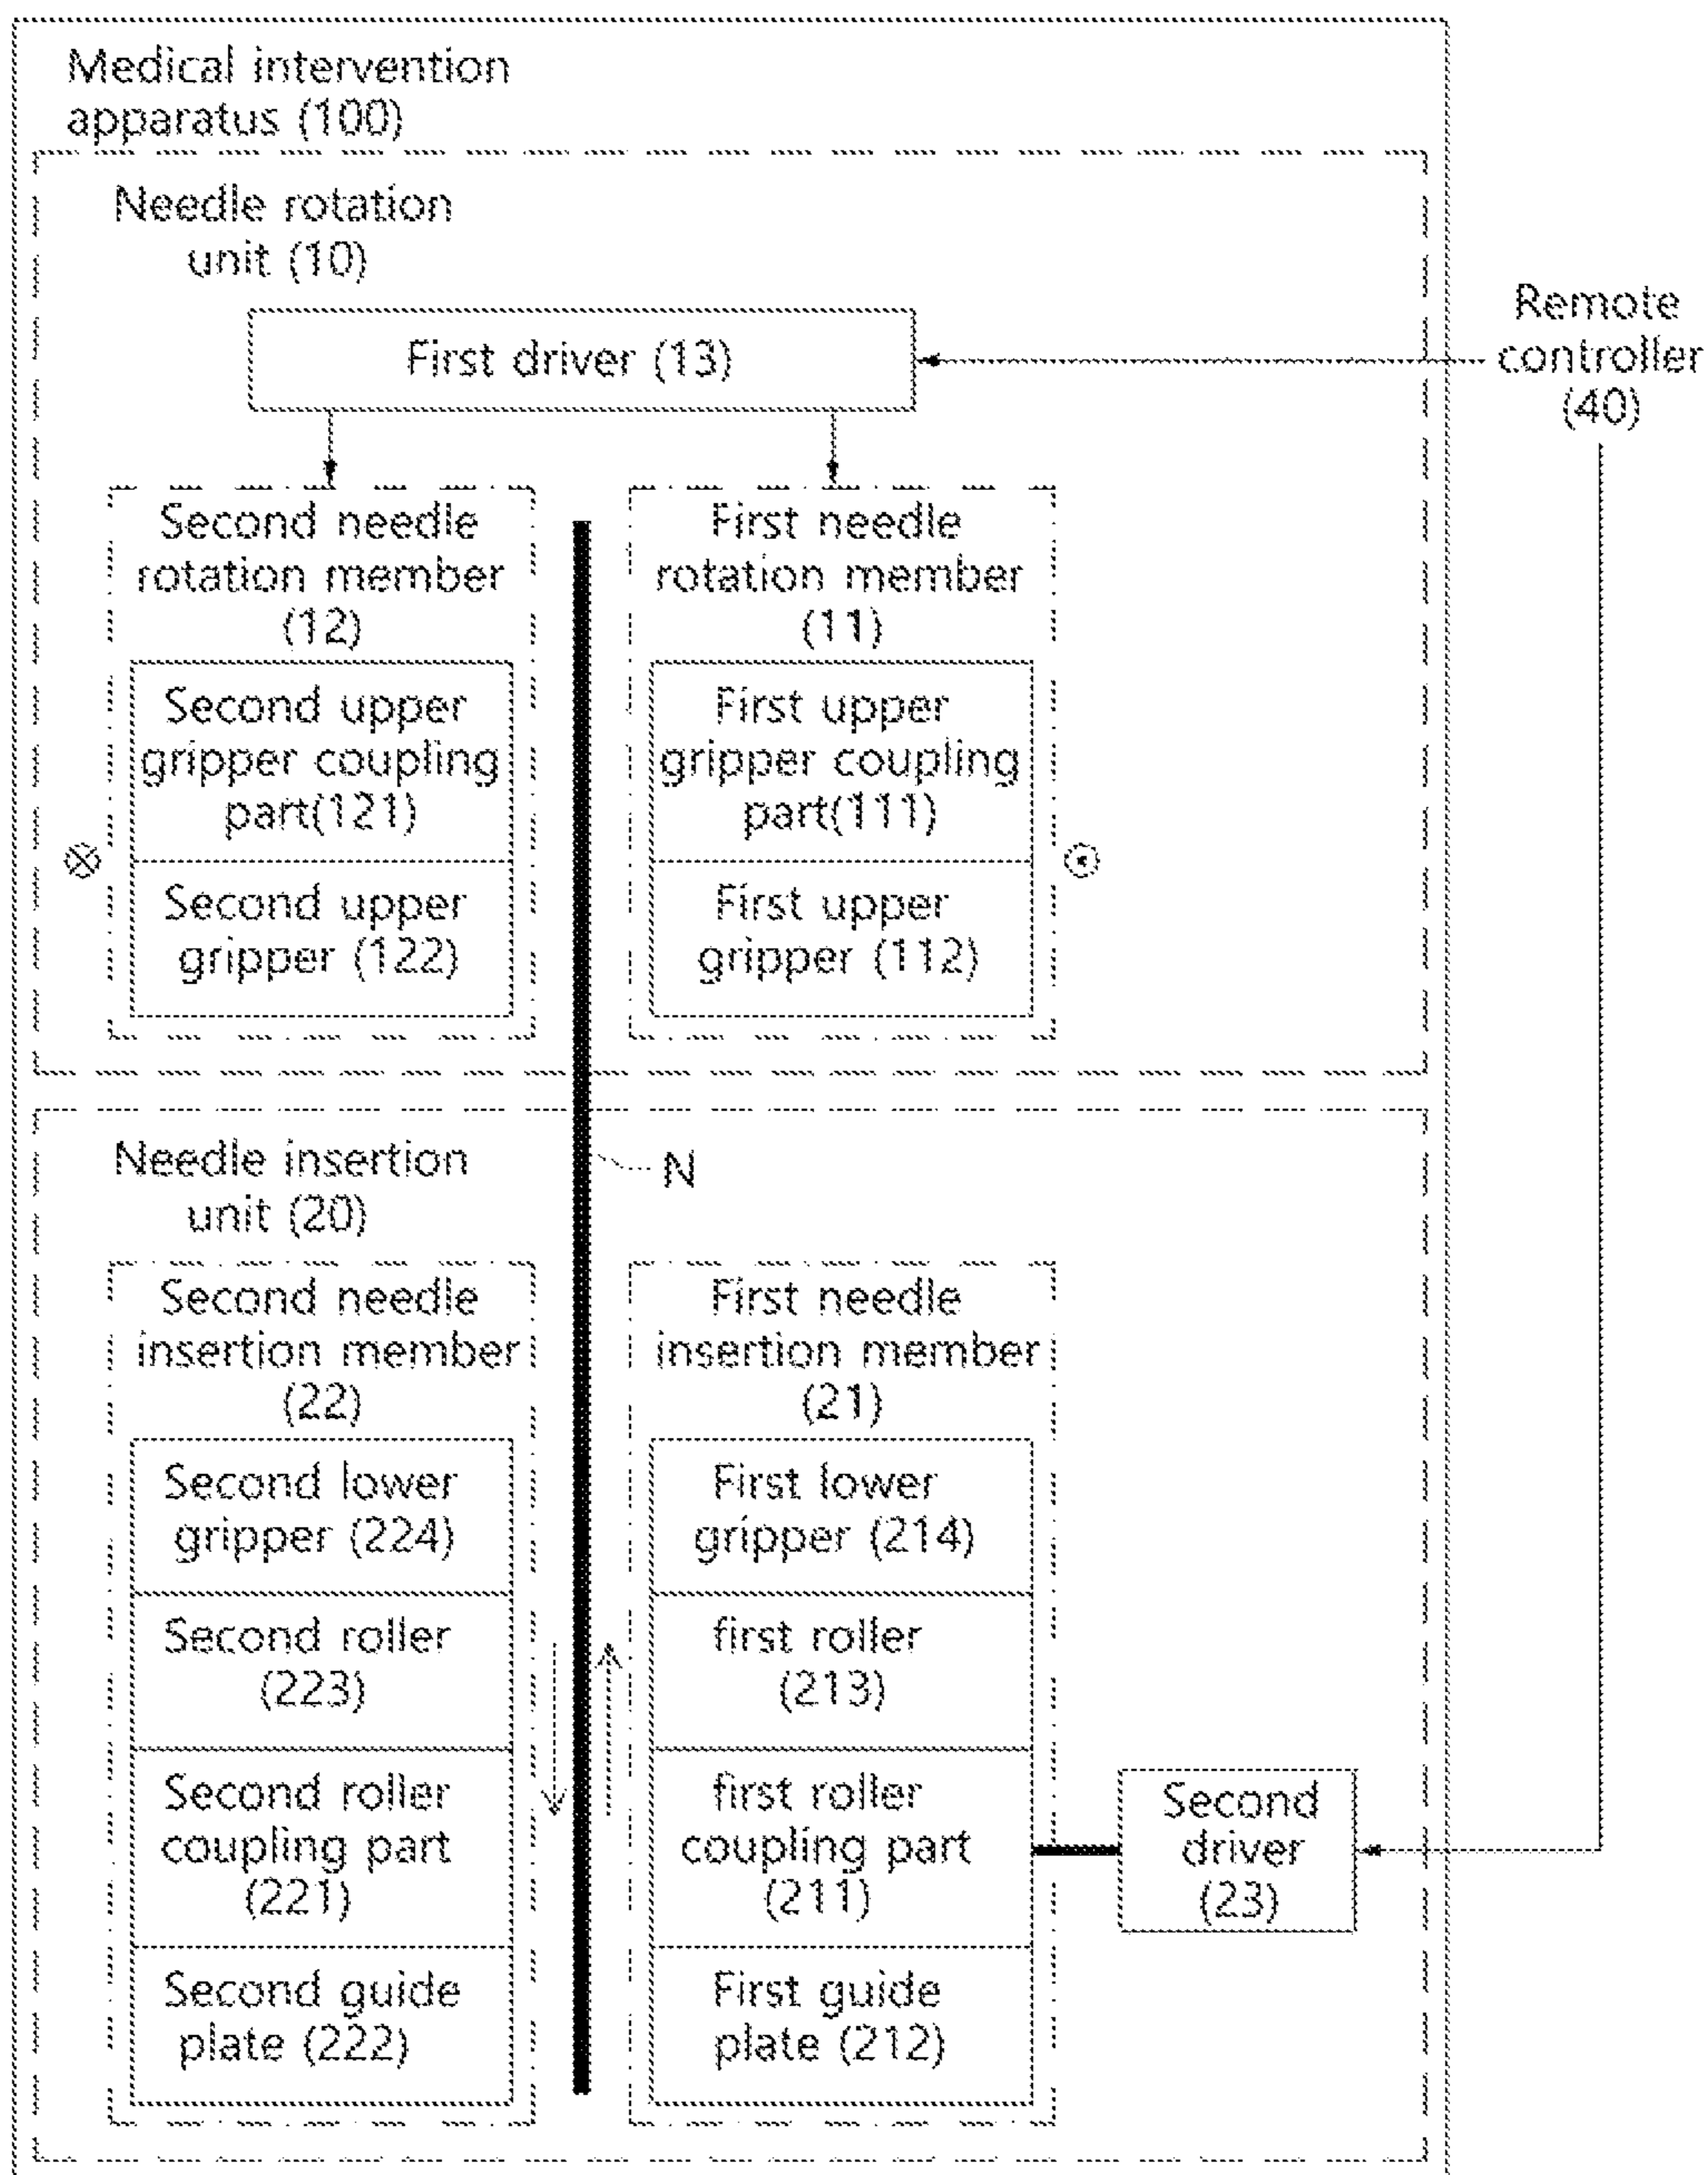 Medical intervention
apparatus (100)
Needle rotation
unit (10)
First driver (13)
Remote
controller
(40)
Second needle
rotation member
(12)
Second upper
gripper coupling
part(121)
Second upper
gripper (122)
First needle
rotation member
(11)
First upper
gripper coupling
part(111)
First upper
gripper (112)
Needle insertion
unit (20)
N
Second needle
insertion member
(22)
Second lower
gripper (224)
Second roller
(223)
Second roller
coupling part
(221)
Second guide
plate (222)
First needle
insertion member
(21)
First lower
gripper (214)
first roller
(213)
first roller
coupling part
(211)
First guide
plate (212)
Second
driver
(23)